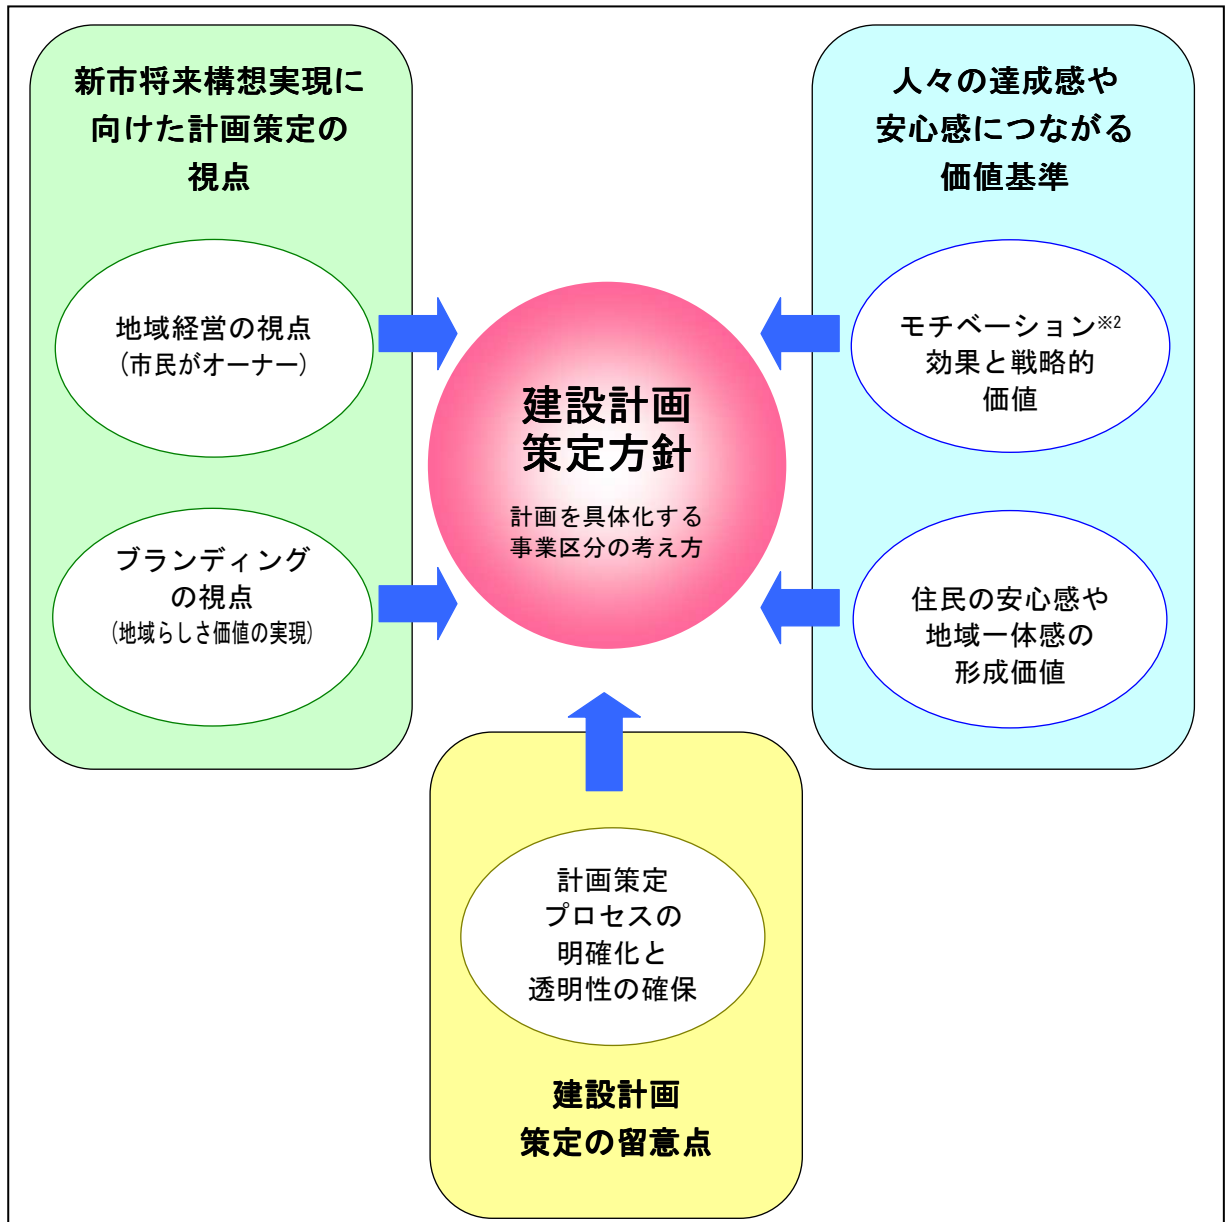 新市将来構想実現に
向けた計画策定の
視点
地域経営の視点
(市民がオーナー)
ブランディング
の視点
(地域らしさ価値の実現)
建設計画
策定方針
計画を具体化する
事業区分の考え方
人々の達成感や
安心感につながる
価値基準
モチベーション※2
効果と戦略的
価値
住民の安心感や
地域一体感の
形成価値
計画策定
プロセスの
明確化と
透明性の確保
建設計画
策定の留意点